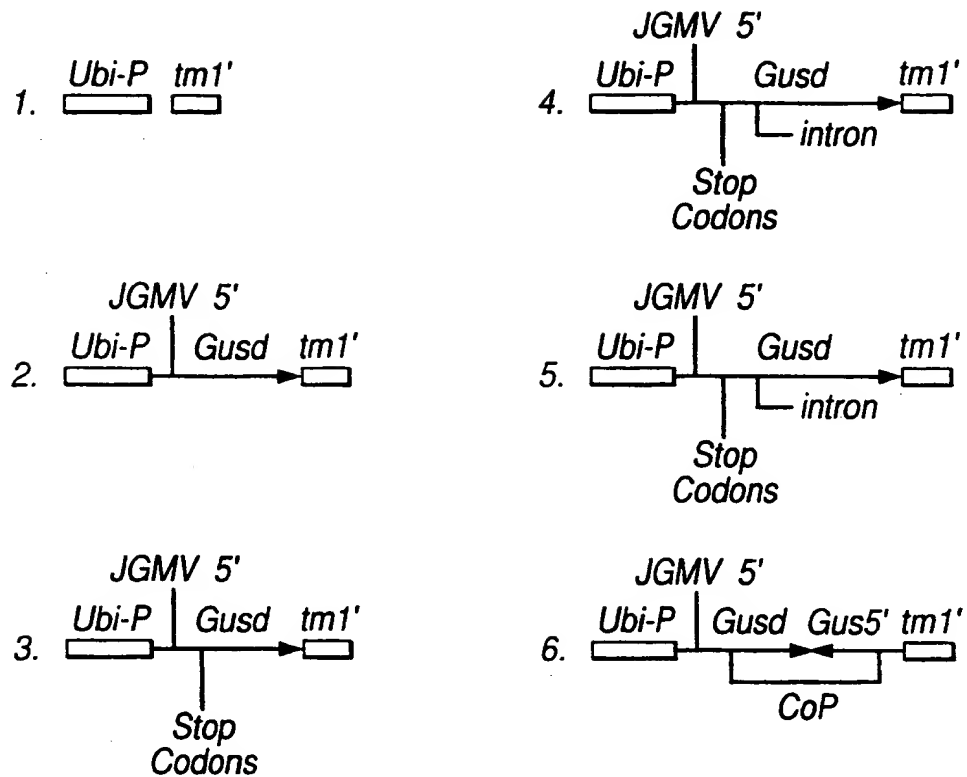 1.
Ubi-P tm1'
2.
JGMV 5'
Ubi-P Gusd tm1'
3.
JGMV 5'
Ubi-P Gusd tm1'
Stop
Codons
4.
JGMV 5'
Ubi-P Gusd tm1'
intron
Stop
Codons
5.
JGMV 5'
Ubi-P Gusd tm1'
intron
Stop
Codons
6.
JGMV 5'
Ubi-P Gusd Gus5' tm1'
CoP